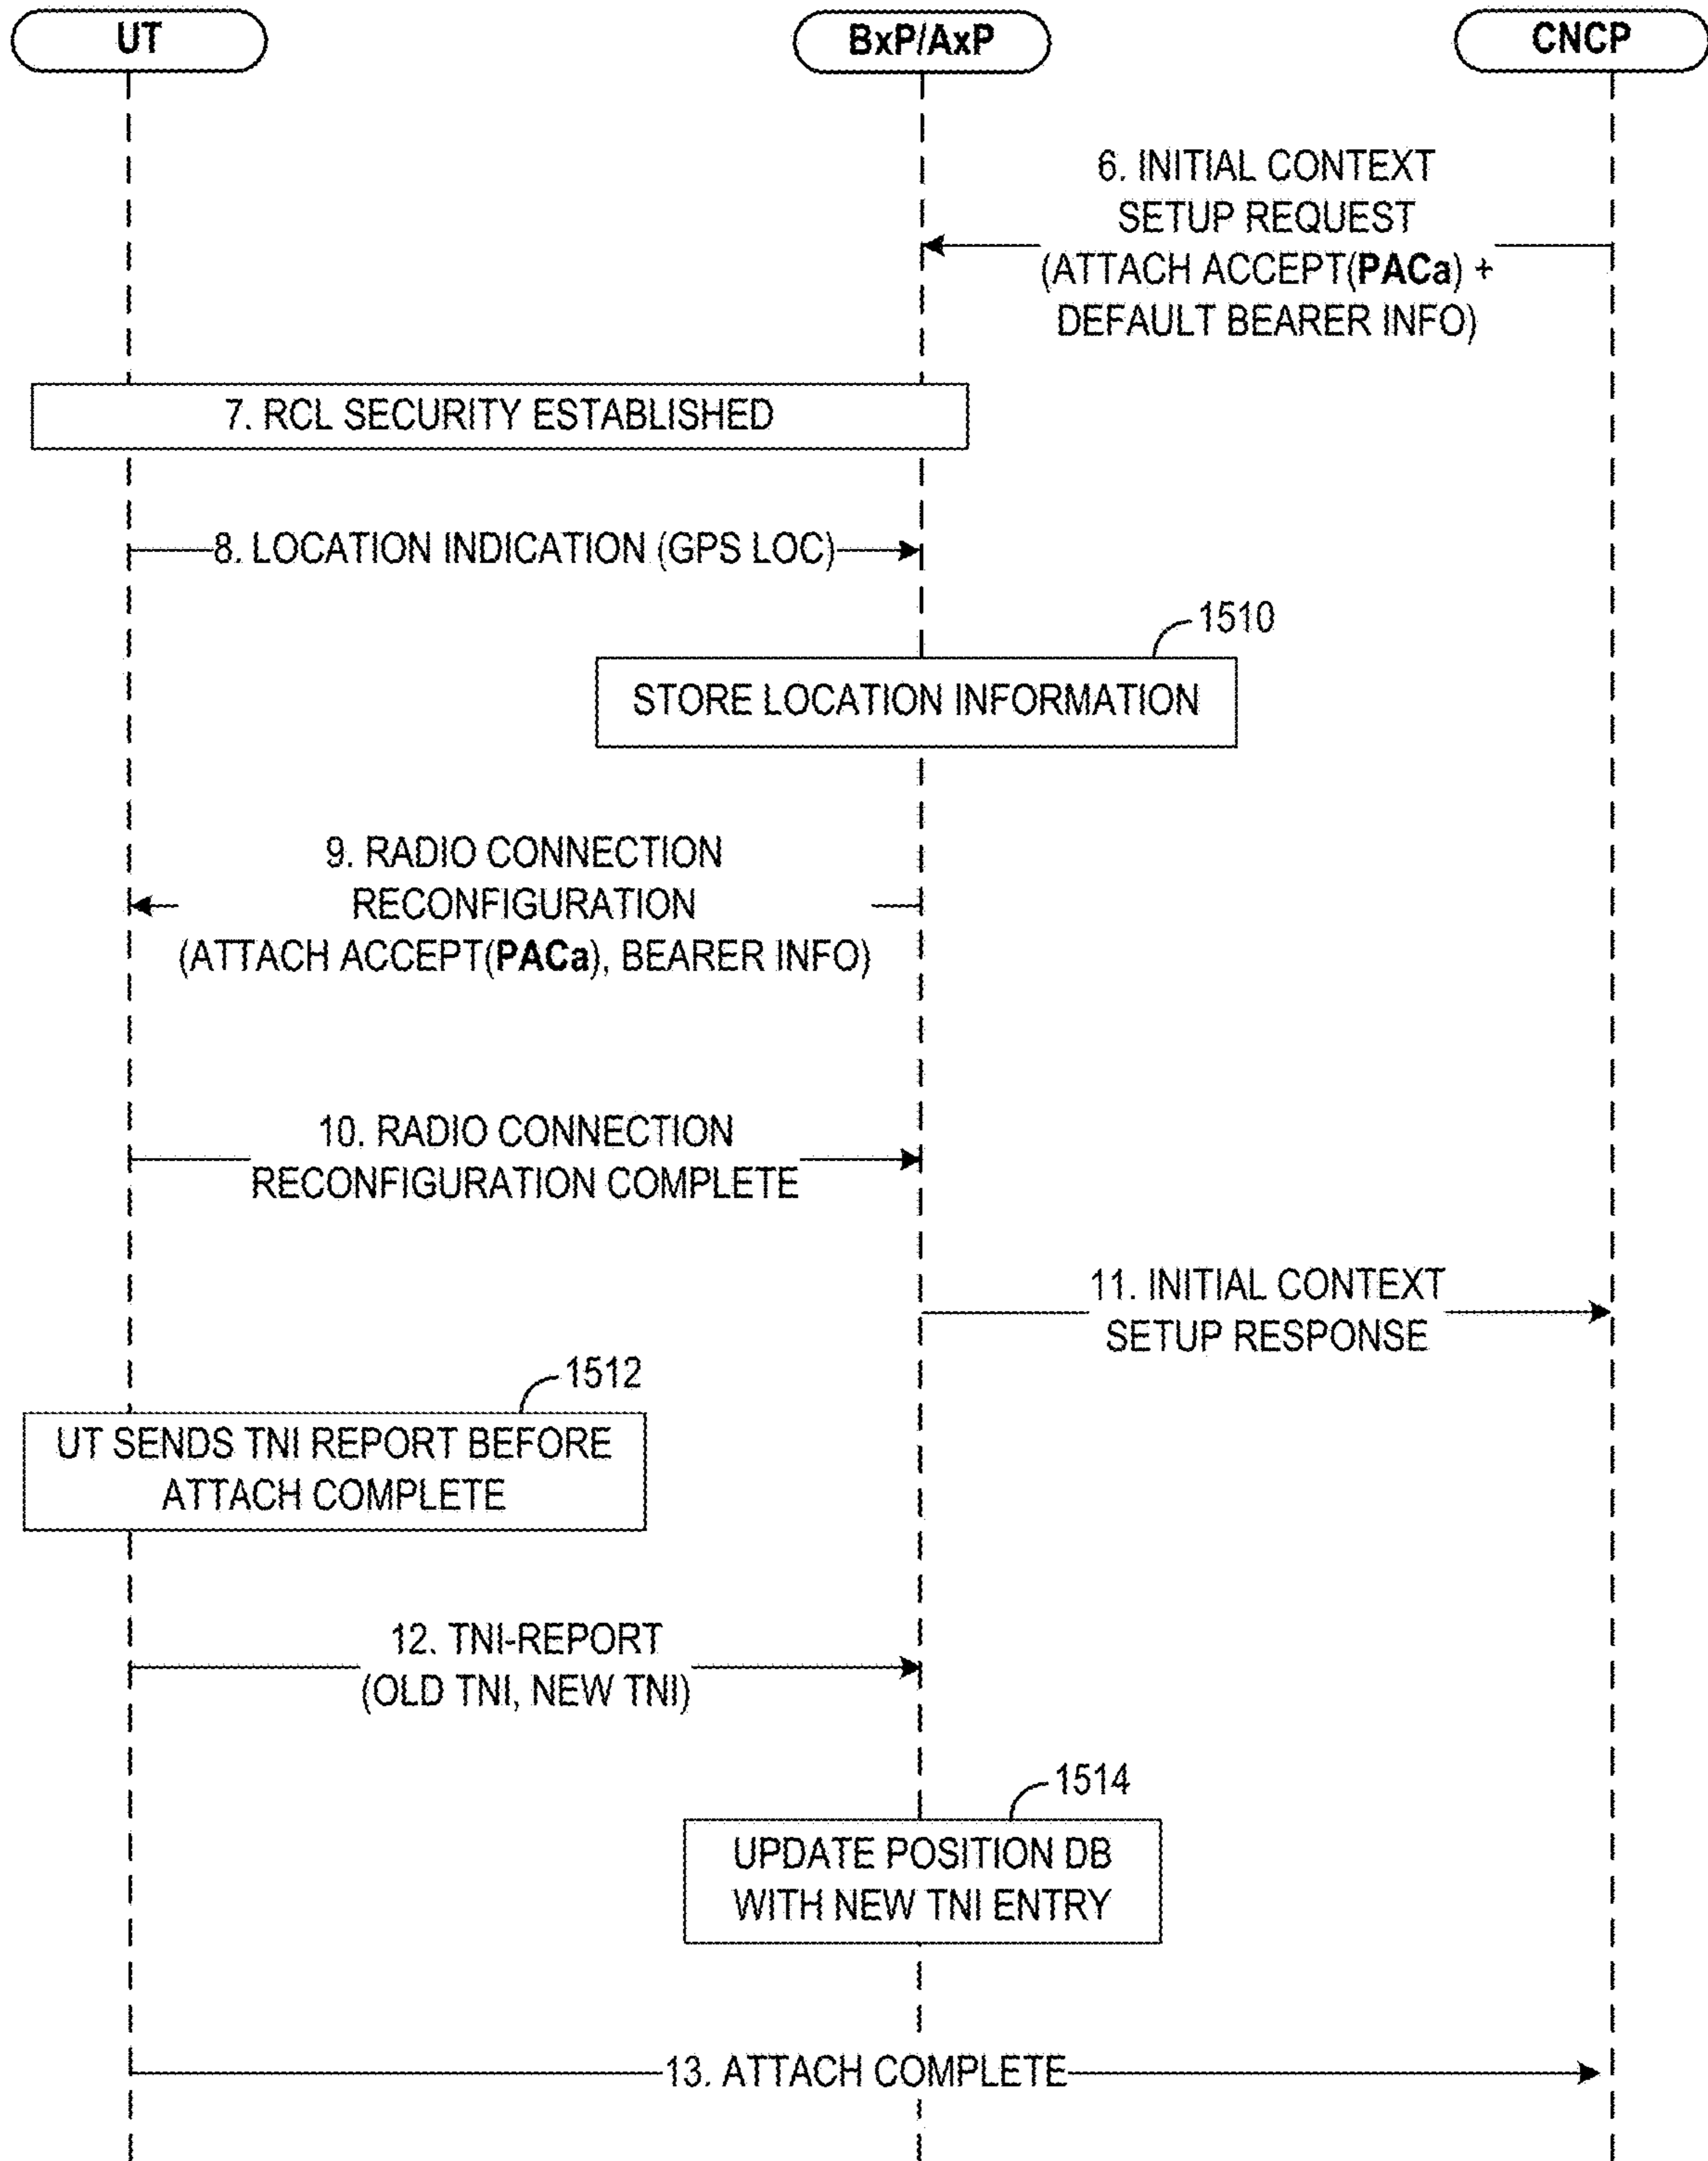 UT
BxP/AxP
CNCP
6. INITIAL CONTEXT
SETUP REQUEST
(ATTACH ACCEPT(PACa) +
DEFAULT BEARER INFO)
7. RCL SECURITY ESTABLISHED
8. LOCATION INDICATION (GPS LOC)
1510
STORE LOCATION INFORMATION
9. RADIO CONNECTION
RECONFIGURATION
(ATTACH ACCEPT(PACa), BEARER INFO)
10. RADIO CONNECTION
RECONFIGURATION COMPLETE
11. INITIAL CONTEXT
SETUP RESPONSE
1512
UT SENDS TNI REPORT BEFORE
ATTACH COMPLETE
12. TNI-REPORT
(OLD TNI, NEW TNI)
1514
UPDATE POSITION DB
WITH NEW TNI ENTRY
13. ATTACH COMPLETE